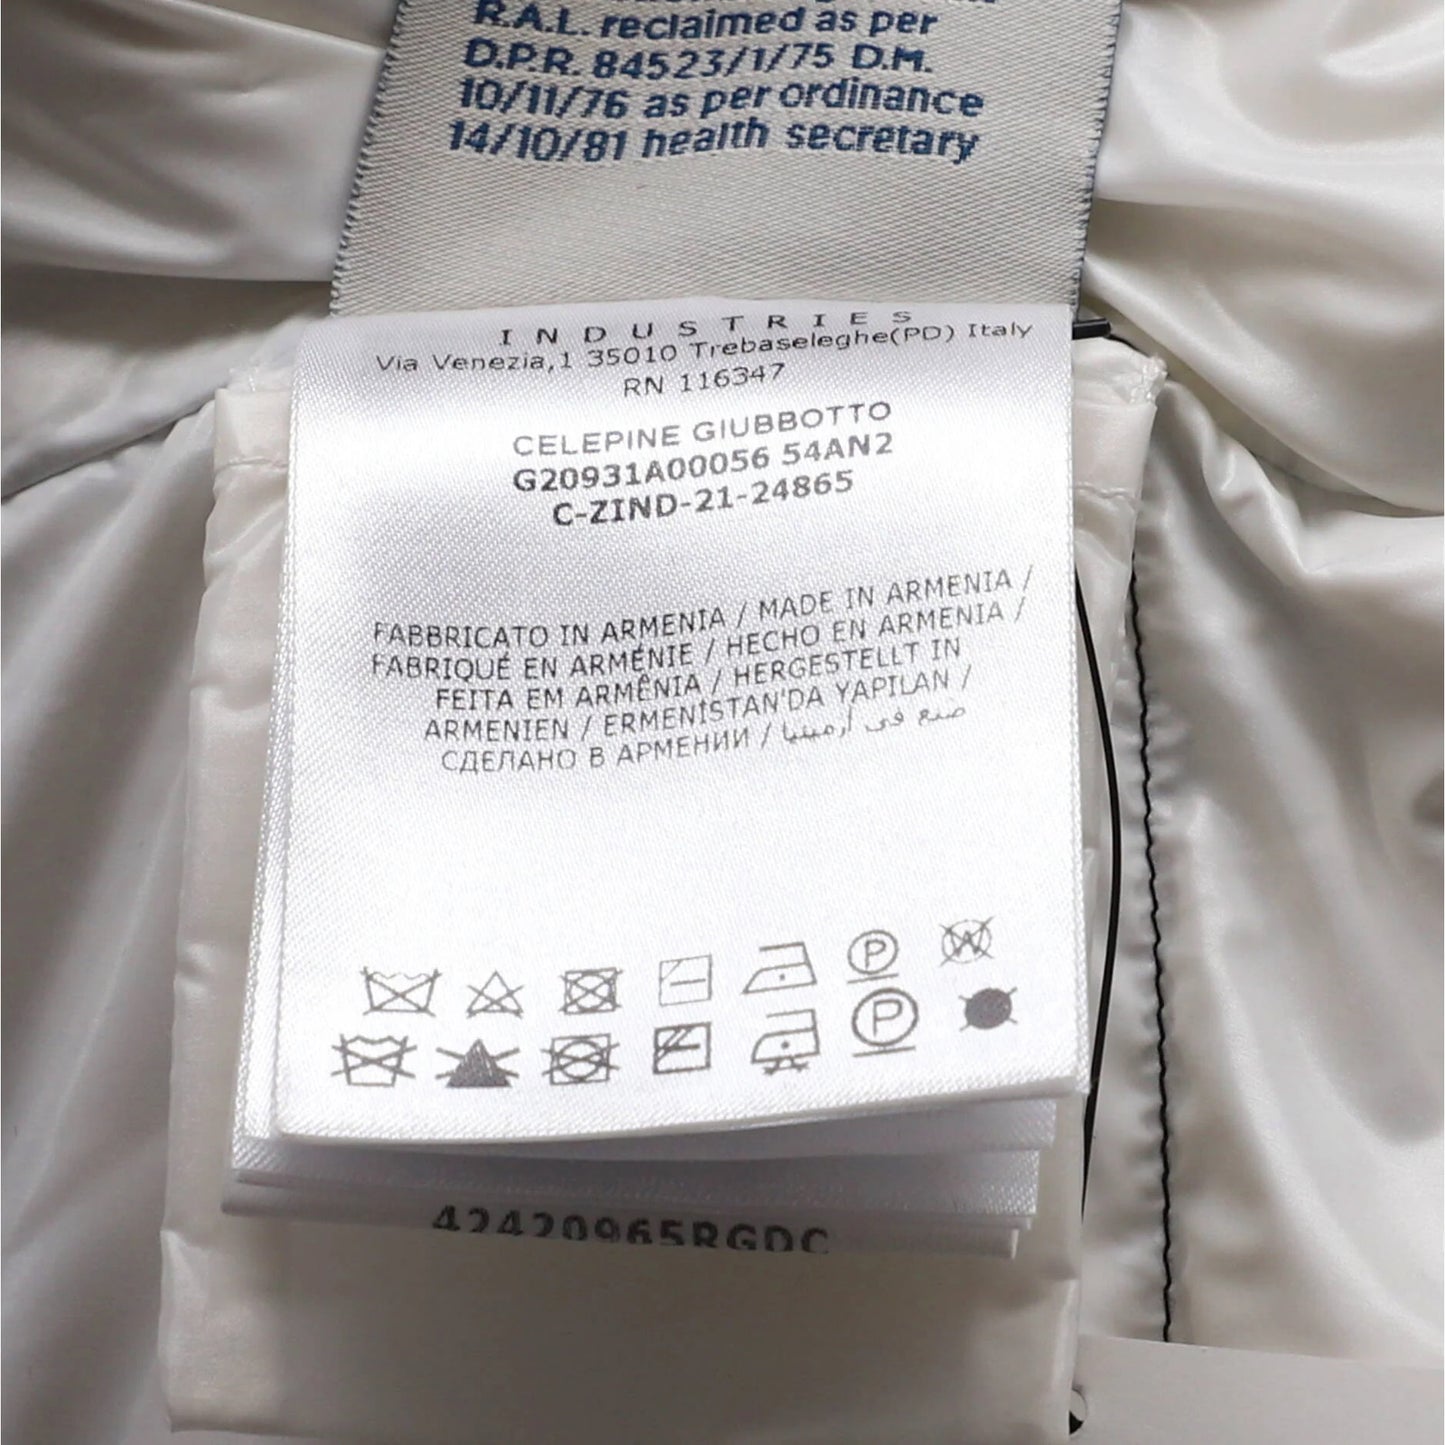 R.A.L. reclaimed as per
D.P.R. 84523/1/75 D.M.
10/11/76 as per ordinance
14/10/81 health secretary
INDUSTRIES
Via Venezia,1 35010 Trebaseleghe(PD) Italy
RN 116347
CELEPINE GIUBBOTTO
G20931A00056 54AN2
C-ZIND-21-24865
FABBRICATO IN ARMENIA / MADE IN ARMENIA /
FABRIQUÉ EN ARMÉNIE / HECHO EN ARMENIA /
FEITA EM ARMÊNIA / HERGESTELLT IN
ARMENIEN / ERMENİSTAN'DA YAPILAN /
СДЕЛАНО В АРМЕНИИ / صنع في أرمينيا
P W
P
42420965RGDC